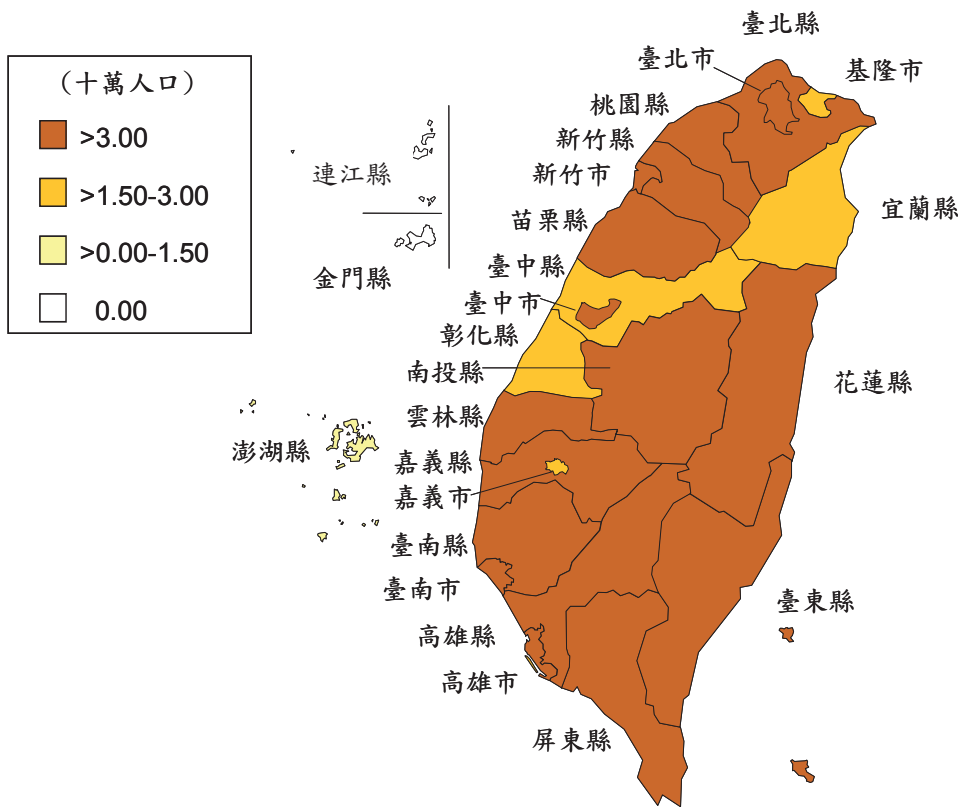 （十萬人口）
>3.00
>1.50-3.00
>0.00-1.50
0.00
臺北縣
臺北市
基隆市
桃園縣
新竹縣
新竹市
連江縣
苗栗縣
宜蘭縣
臺中縣
金門縣
臺中市
彰化縣
南投縣
花蓮縣
雲林縣
澎湖縣
嘉義縣
嘉義市
臺南縣
臺南市
臺東縣
高雄縣
高雄市
屏東縣